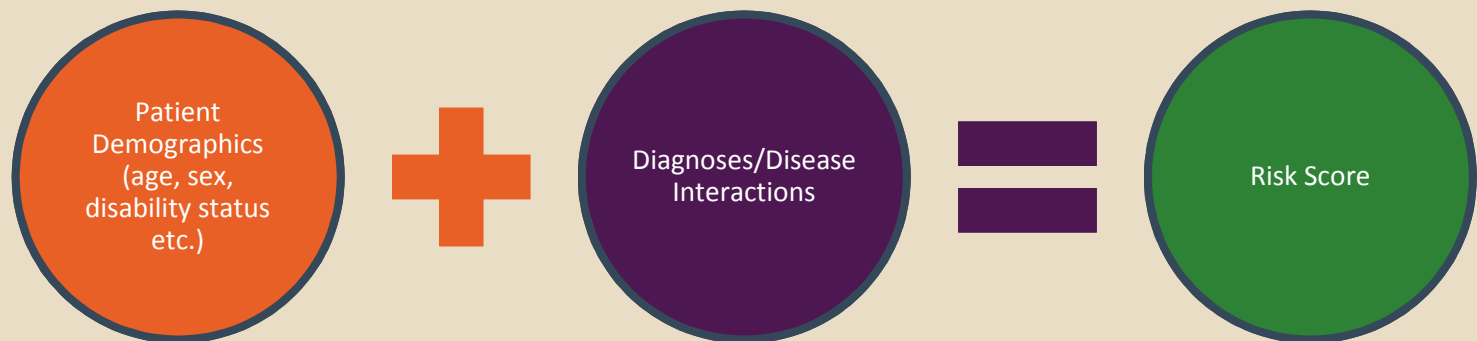 Patient
Demographics
(age, sex,
disability status
etc.)
Diagnoses/Disease
Interactions
Risk Score